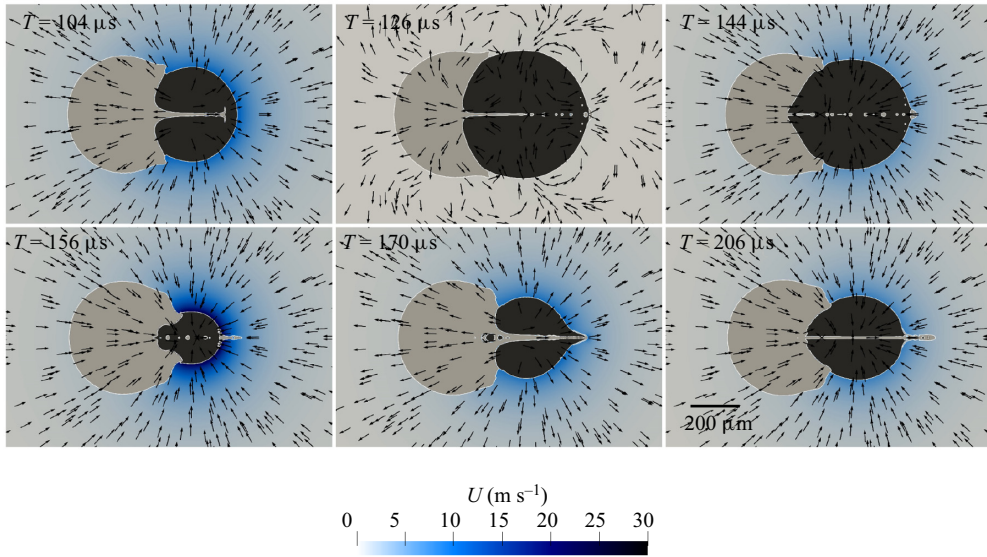 T = 104 μs
T = 126 μs
T = 144 μs
T = 156 μs
T = 170 μs
T = 206 μs
200 μm
U (m s⁻¹)
0 5 10 15 20 25 30